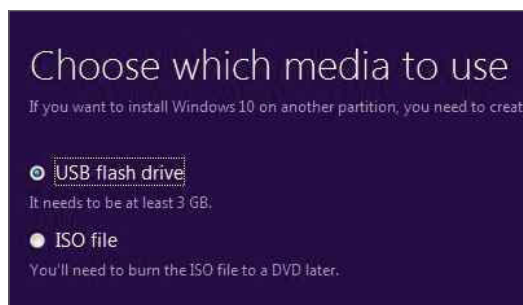 Choose which media to use
If you want to install Windows 10 on another partition, you need to creat
USB flash drive
It needs to be at least 3 GB.
ISO file
You'll need to burn the ISO file to a DVD later.